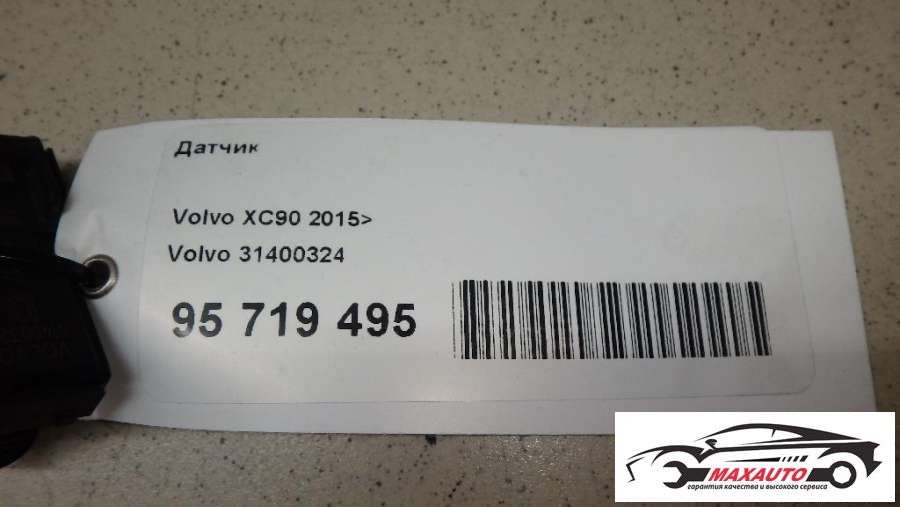 Датчик
Volvo XC90 2015>
Volvo 31400324
95 719 495
MAXAUTO
гарантия качества и высокого сервиса